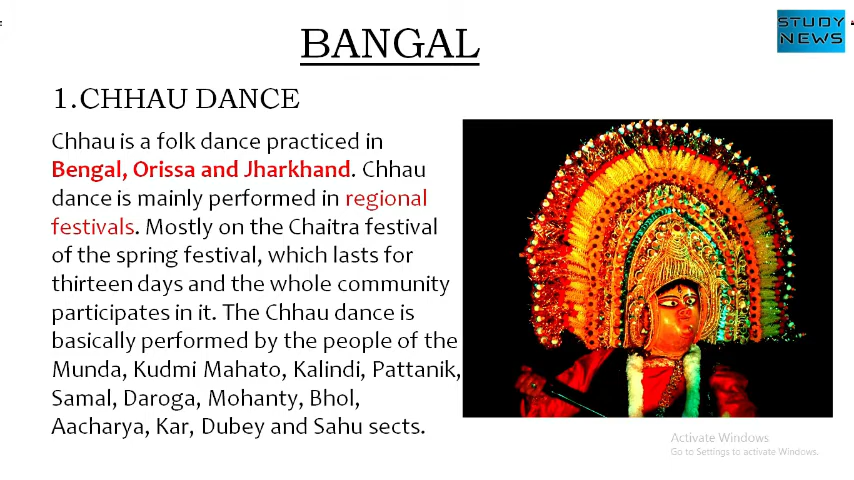 STUDY
NEWS
BANGAL
1.CHHAU DANCE
Chhau is a folk dance practiced in
Bengal, Orissa and Jharkhand. Chhau
dance is mainly performed in regional
festivals. Mostly on the Chaitra festival
of the spring festival, which lasts for
thirteen days and the whole community
participates in it. The Chhau dance is
basically performed by the people of the
Munda, Kudmi Mahato, Kalindi, Pattanik,
Samal, Daroga, Mohanty, Bhol,
Aacharya, Kar, Dubey and Sahu sects.
Activate Windows
Go to Settings to activate Windows.